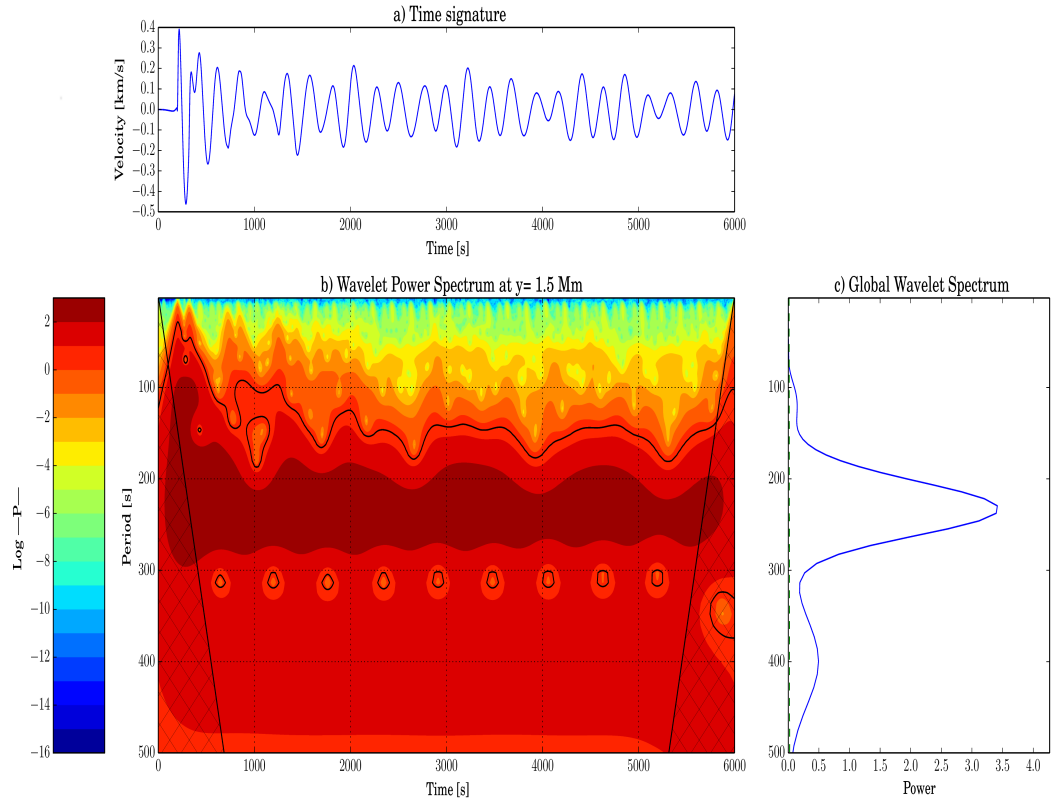 a) Time signature
0.4
0.3
0.2
0.1
0.0
−0.1
−0.2
−0.3
−0.4
−0.5
Velocity [km/s]
0 1000 2000 3000 4000 5000 6000
Time [s]
b) Wavelet Power Spectrum at y= 1.5 Mm
c) Global Wavelet Spectrum
2
0
−2
−4
−6
−8
−10
−12
−14
−16
Log —P—
100
200
300
400
500
Period [s]
0 1000 2000 3000 4000 5000 6000
Time [s]
100
200
300
400
500
0.0 0.5 1.0 1.5 2.0 2.5 3.0 3.5 4.0
Power